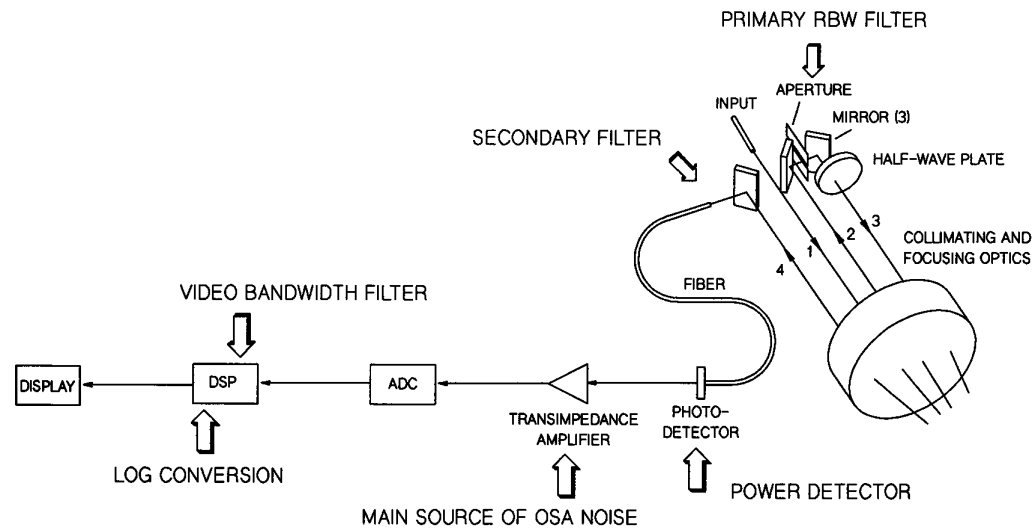 PRIMARY RBW FILTER
APERTURE
INPUT
MIRROR (3)
SECONDARY FILTER
HALF-WAVE PLATE
3
2
1
4
COLLIMATING AND
FOCUSING OPTICS
FIBER
VIDEO BANDWIDTH FILTER
DISPLAY
DSP
ADC
TRANSIMPEDANCE
AMPLIFIER
PHOTO-
DETECTOR
LOG CONVERSION
POWER DETECTOR
MAIN SOURCE OF OSA NOISE